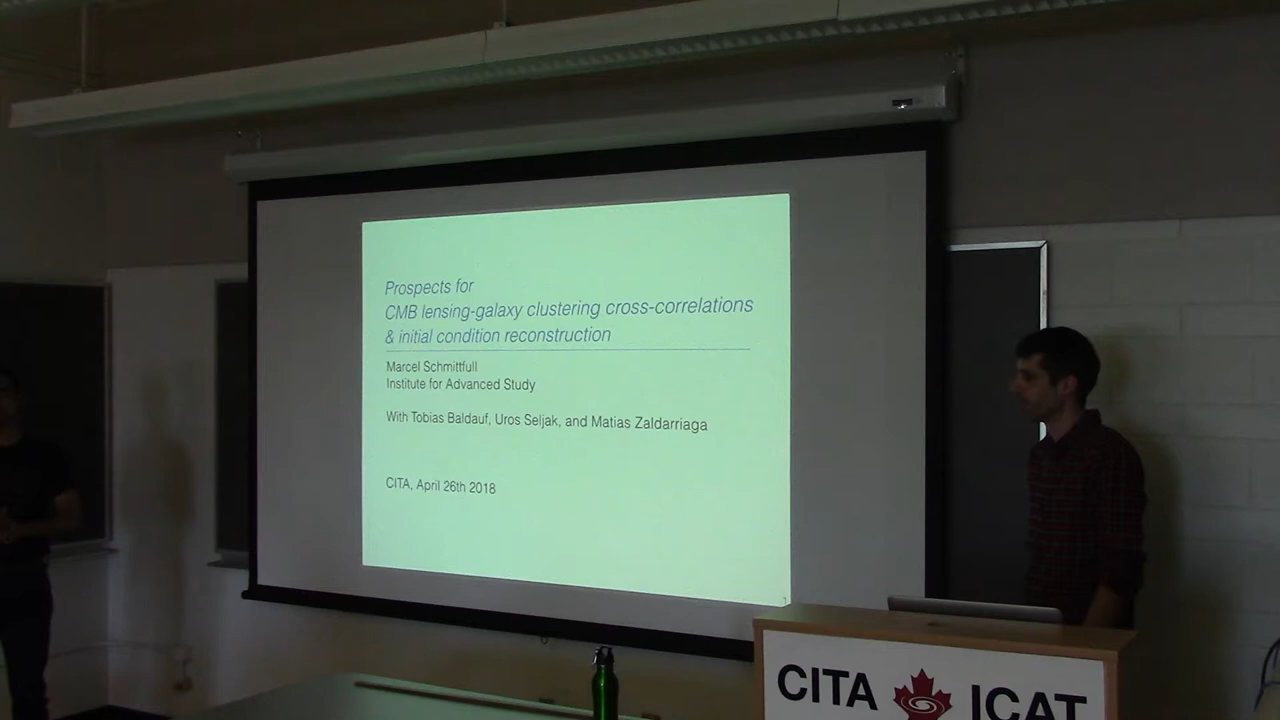 Prospects for
CMB lensing-galaxy clustering cross-correlations
& initial condition reconstruction
Marcel Schmittfull
Institute for Advanced Study
With Tobias Baldauf, Uros Seljak, and Matias Zaldarriaga
CITA, April 26th 2018
1
CITA ICAT